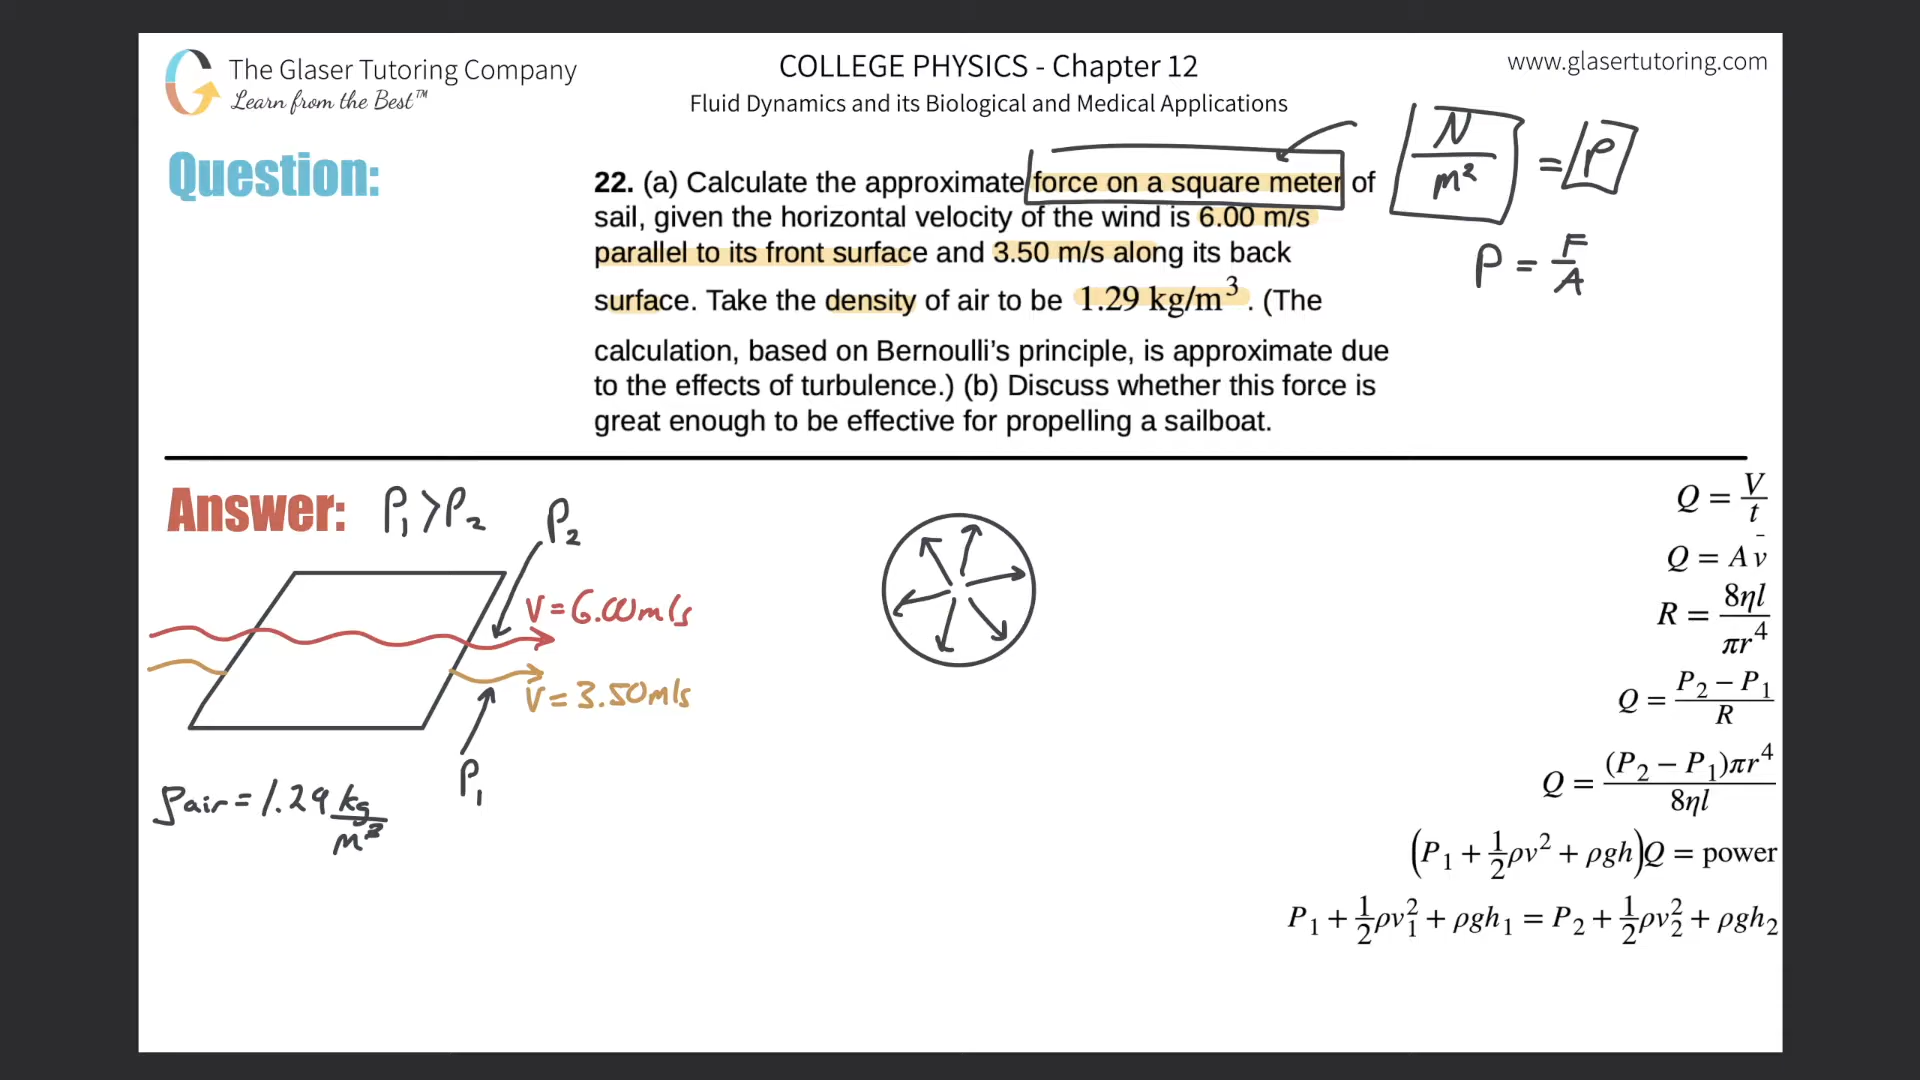 The Glaser Tutoring Company
Learn from the Best™
COLLEGE PHYSICS - Chapter 12
Fluid Dynamics and its Biological and Medical Applications
www.glasertutoring.com
Question:
22. (a) Calculate the approximate force on a square meter of
sail, given the horizontal velocity of the wind is 6.00 m/s
parallel to its front surface and 3.50 m/s along its back
surface. Take the density of air to be 1.29 kg/m³. (The
calculation, based on Bernoulli’s principle, is approximate due
to the effects of turbulence.) (b) Discuss whether this force is
great enough to be effective for propelling a sailboat.
N/m² = P
P = F/A
Answer:
P₁ > P₂
P₂
V = 6.00 m/s
V = 3.50 m/s
P₁
ρair = 1.29 kg/m³
Q = V/t
Q = A v̄
R = 8ηl/πr⁴
Q = (P₂ − P₁)/R
Q = (P₂ − P₁)πr⁴/8ηl
(P₁ + ½ρv² + ρgh)Q = power
P₁ + ½ρv₁² + ρgh₁ = P₂ + ½ρv₂² + ρgh₂